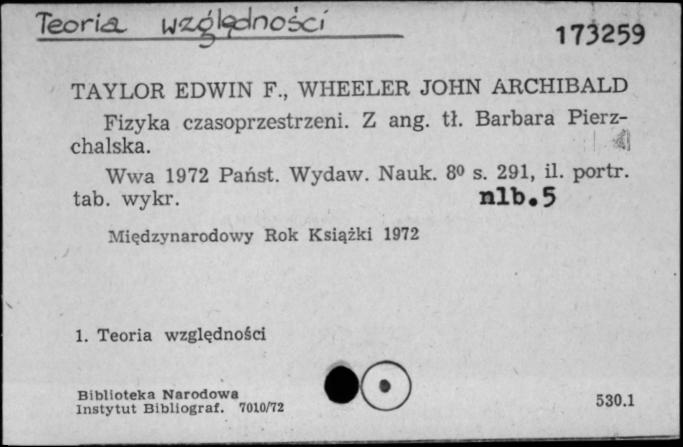 Teoria względności
173259
TAYLOR EDWIN F., WHEELER JOHN ARCHIBALD
Fizyka czasoprzestrzeni. Z ang. tł. Barbara Pierz-
chalska.
Wwa 1972 Państ. Wydaw. Nauk. 8⁰ s. 291, il. portr.
tab. wykr. nlb.5
Międzynarodowy Rok Książki 1972
1. Teoria względności
Biblioteka Narodowa
Instytut Bibliograf. 7010/72
530.1